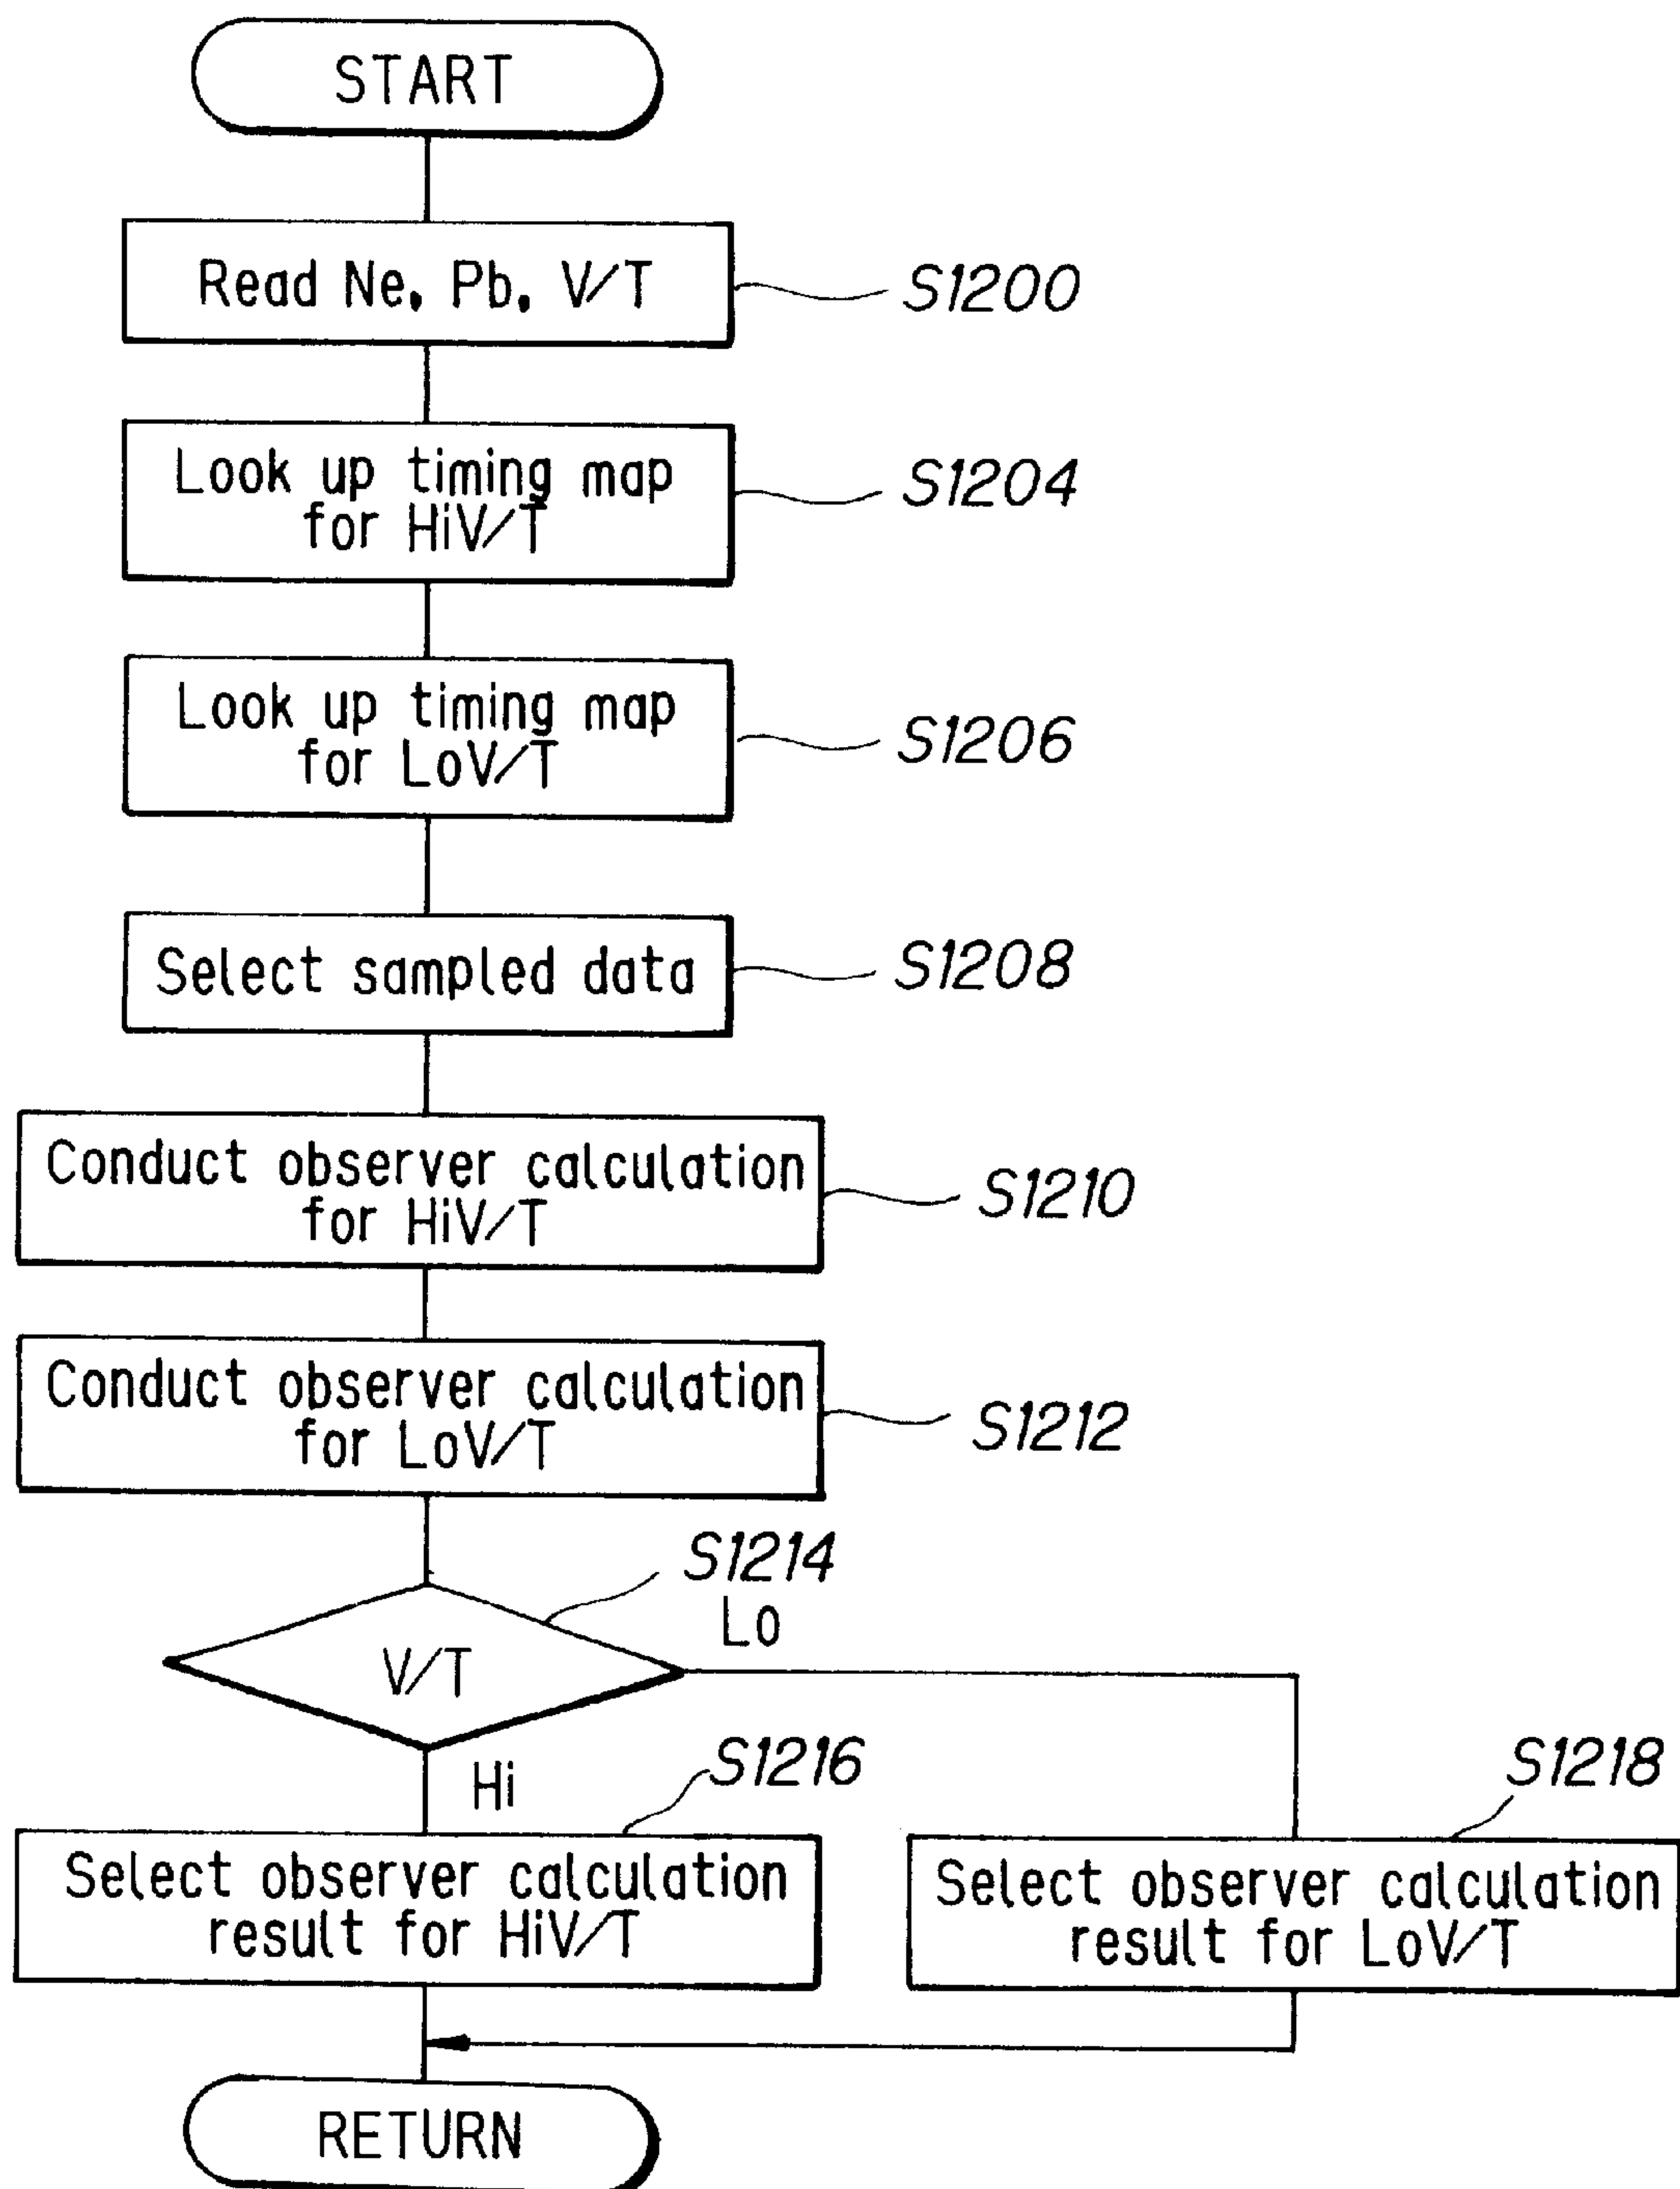 START
Read Ne, Pb, V/T
S1200
Look up timing map
for HiV/T
S1204
Look up timing map
for LoV/T
S1206
Select sampled data
S1208
Conduct observer calculation
for HiV/T
S1210
Conduct observer calculation
for LoV/T
S1212
S1214
Lo
V/T
Hi
S1216
S1218
Select observer calculation
result for HiV/T
Select observer calculation
result for LoV/T
RETURN